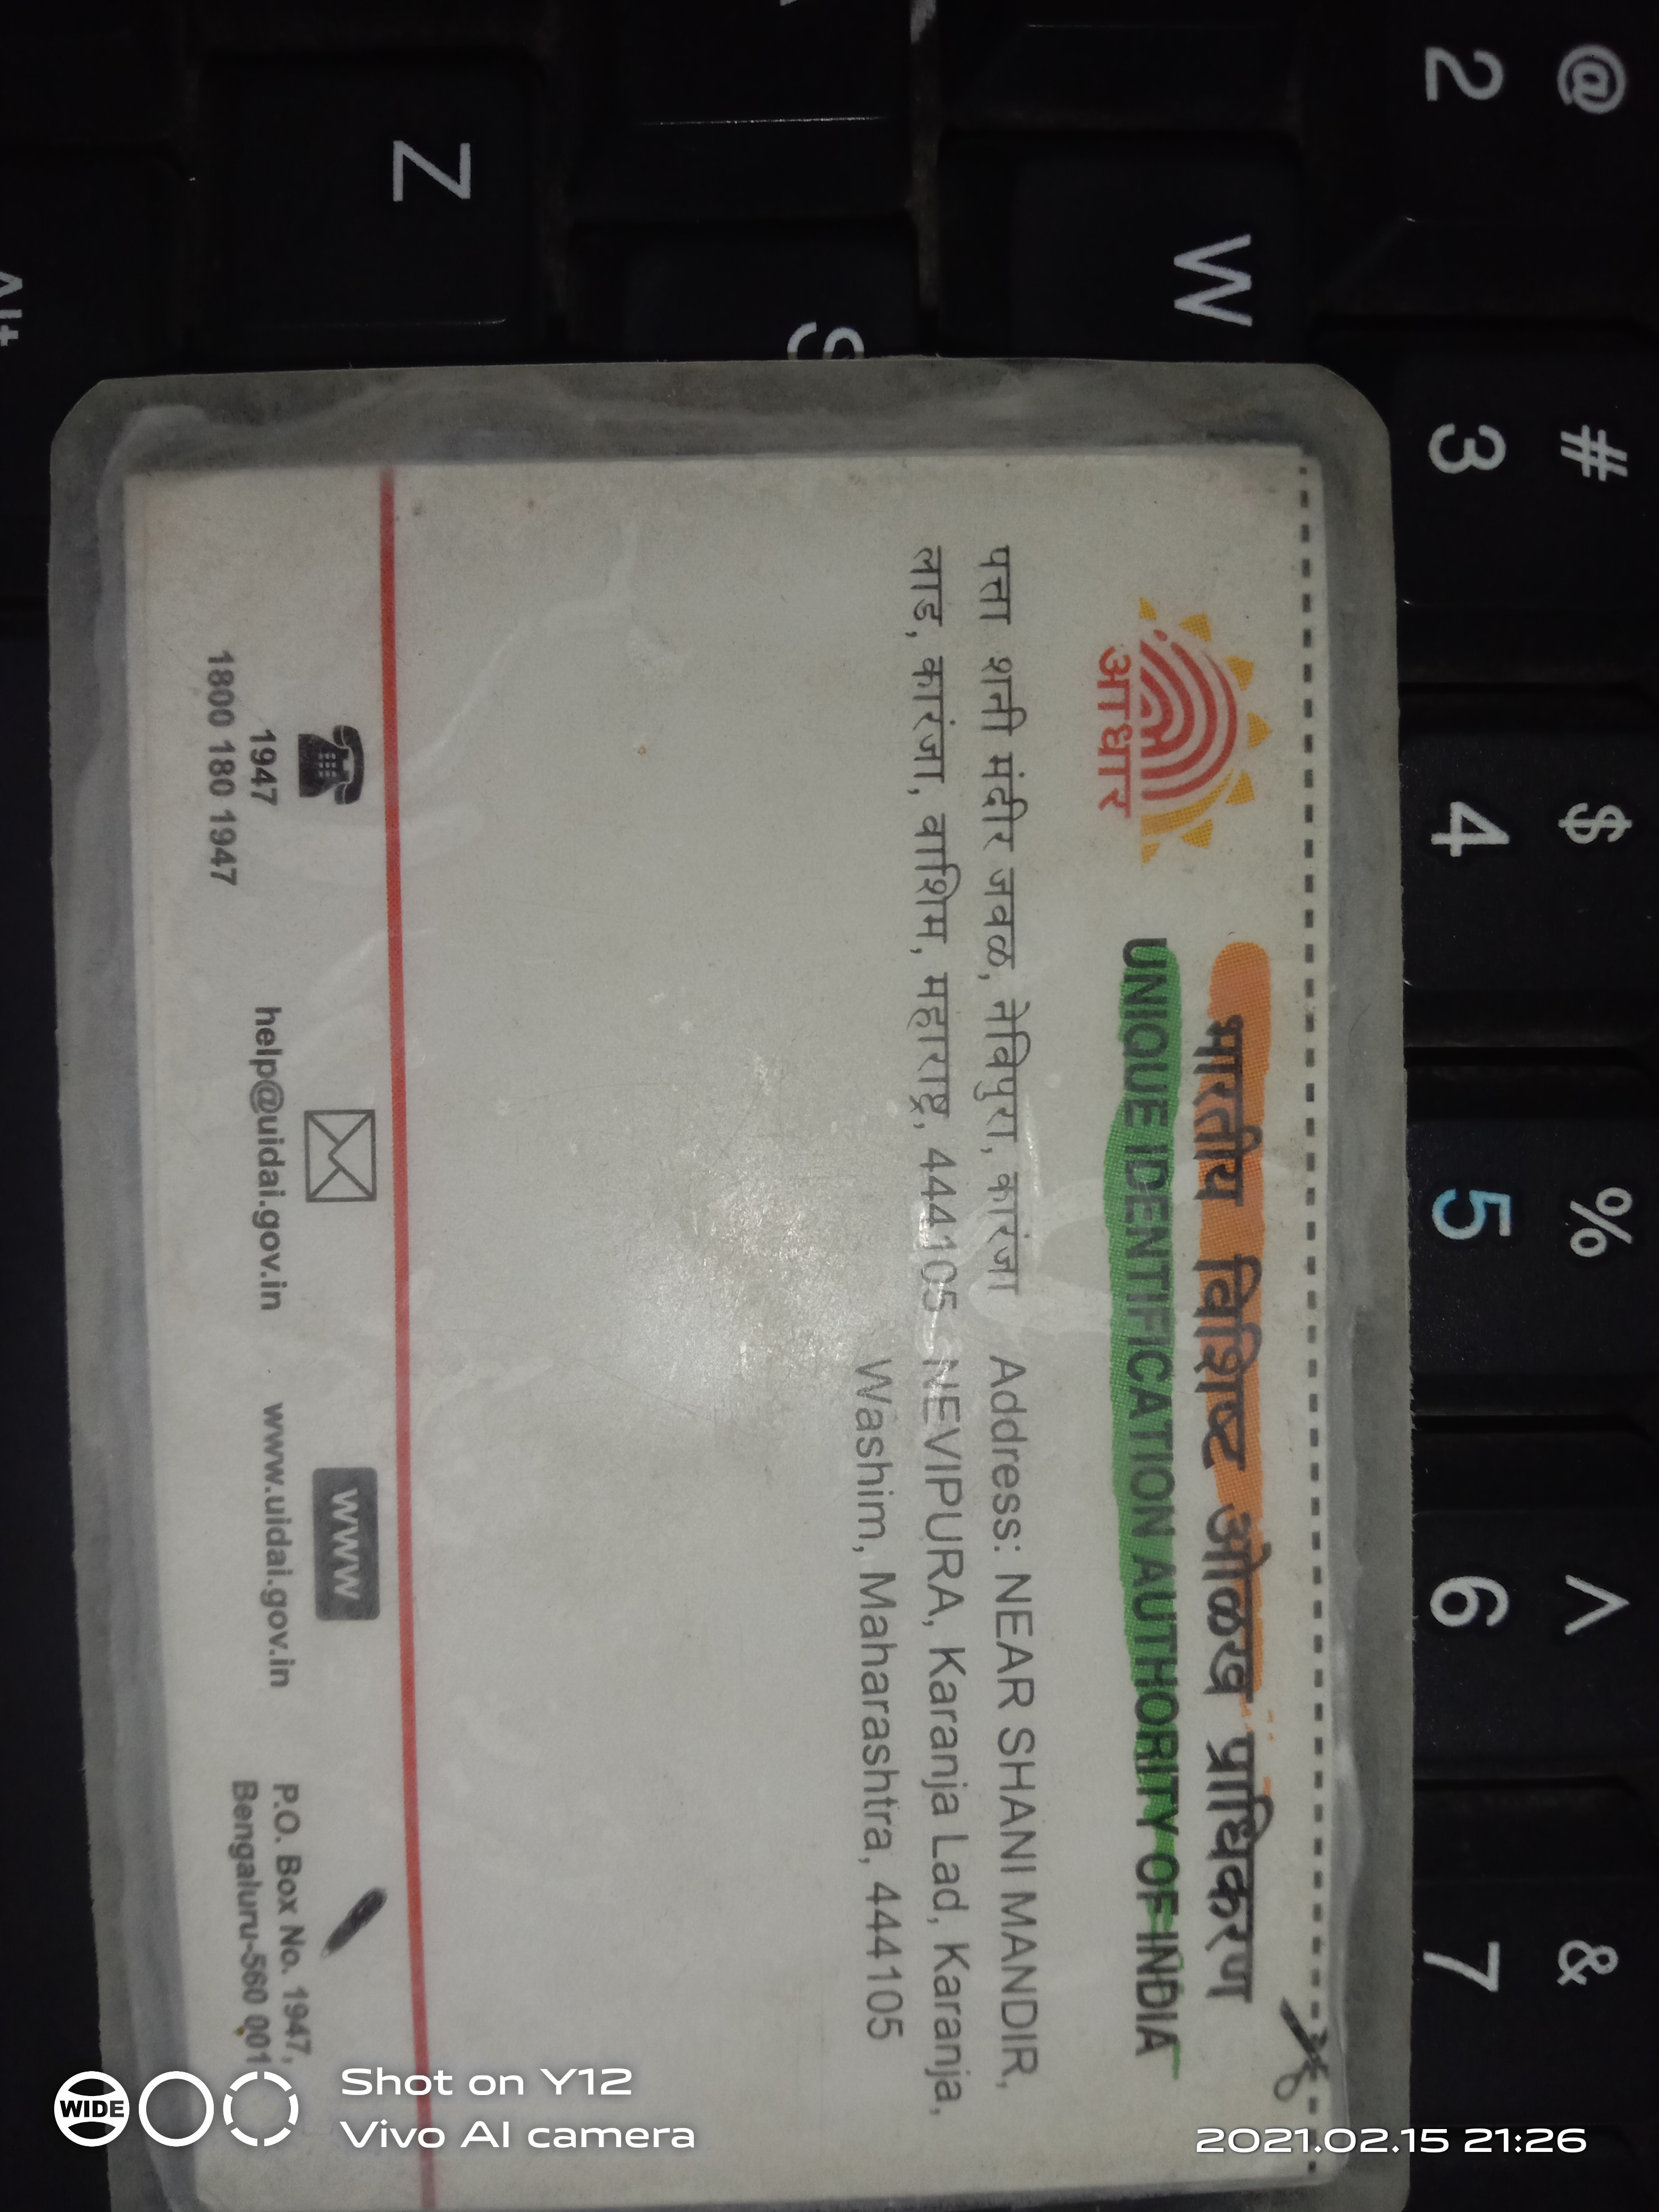 भारतीय विशिष्ट ओळख प्राधिकरण
UNIQUE IDENTIFICATION AUTHORITY OF INDIA
आधार
पत्ता शनी मंदीर जवळ, नेविपुरा, कारंजा
लाड, कारंजा, वाशिम, महाराष्ट्र, 444105
Address: NEAR SHANI MANDIR,
NEVIPURA, Karanja Lad, Karanja,
Washim, Maharashtra, 444105
1947
1800 180 1947
help@uidai.gov.in
www
www.uidai.gov.in
P.O. Box No. 1947,
Bengaluru-560 001
@ 2
# 3
$ 4
% 5
^ 6
& 7
W
S
Z
Alt
WIDE
Shot on Y12
Vivo AI camera
2021.02.15 21:26